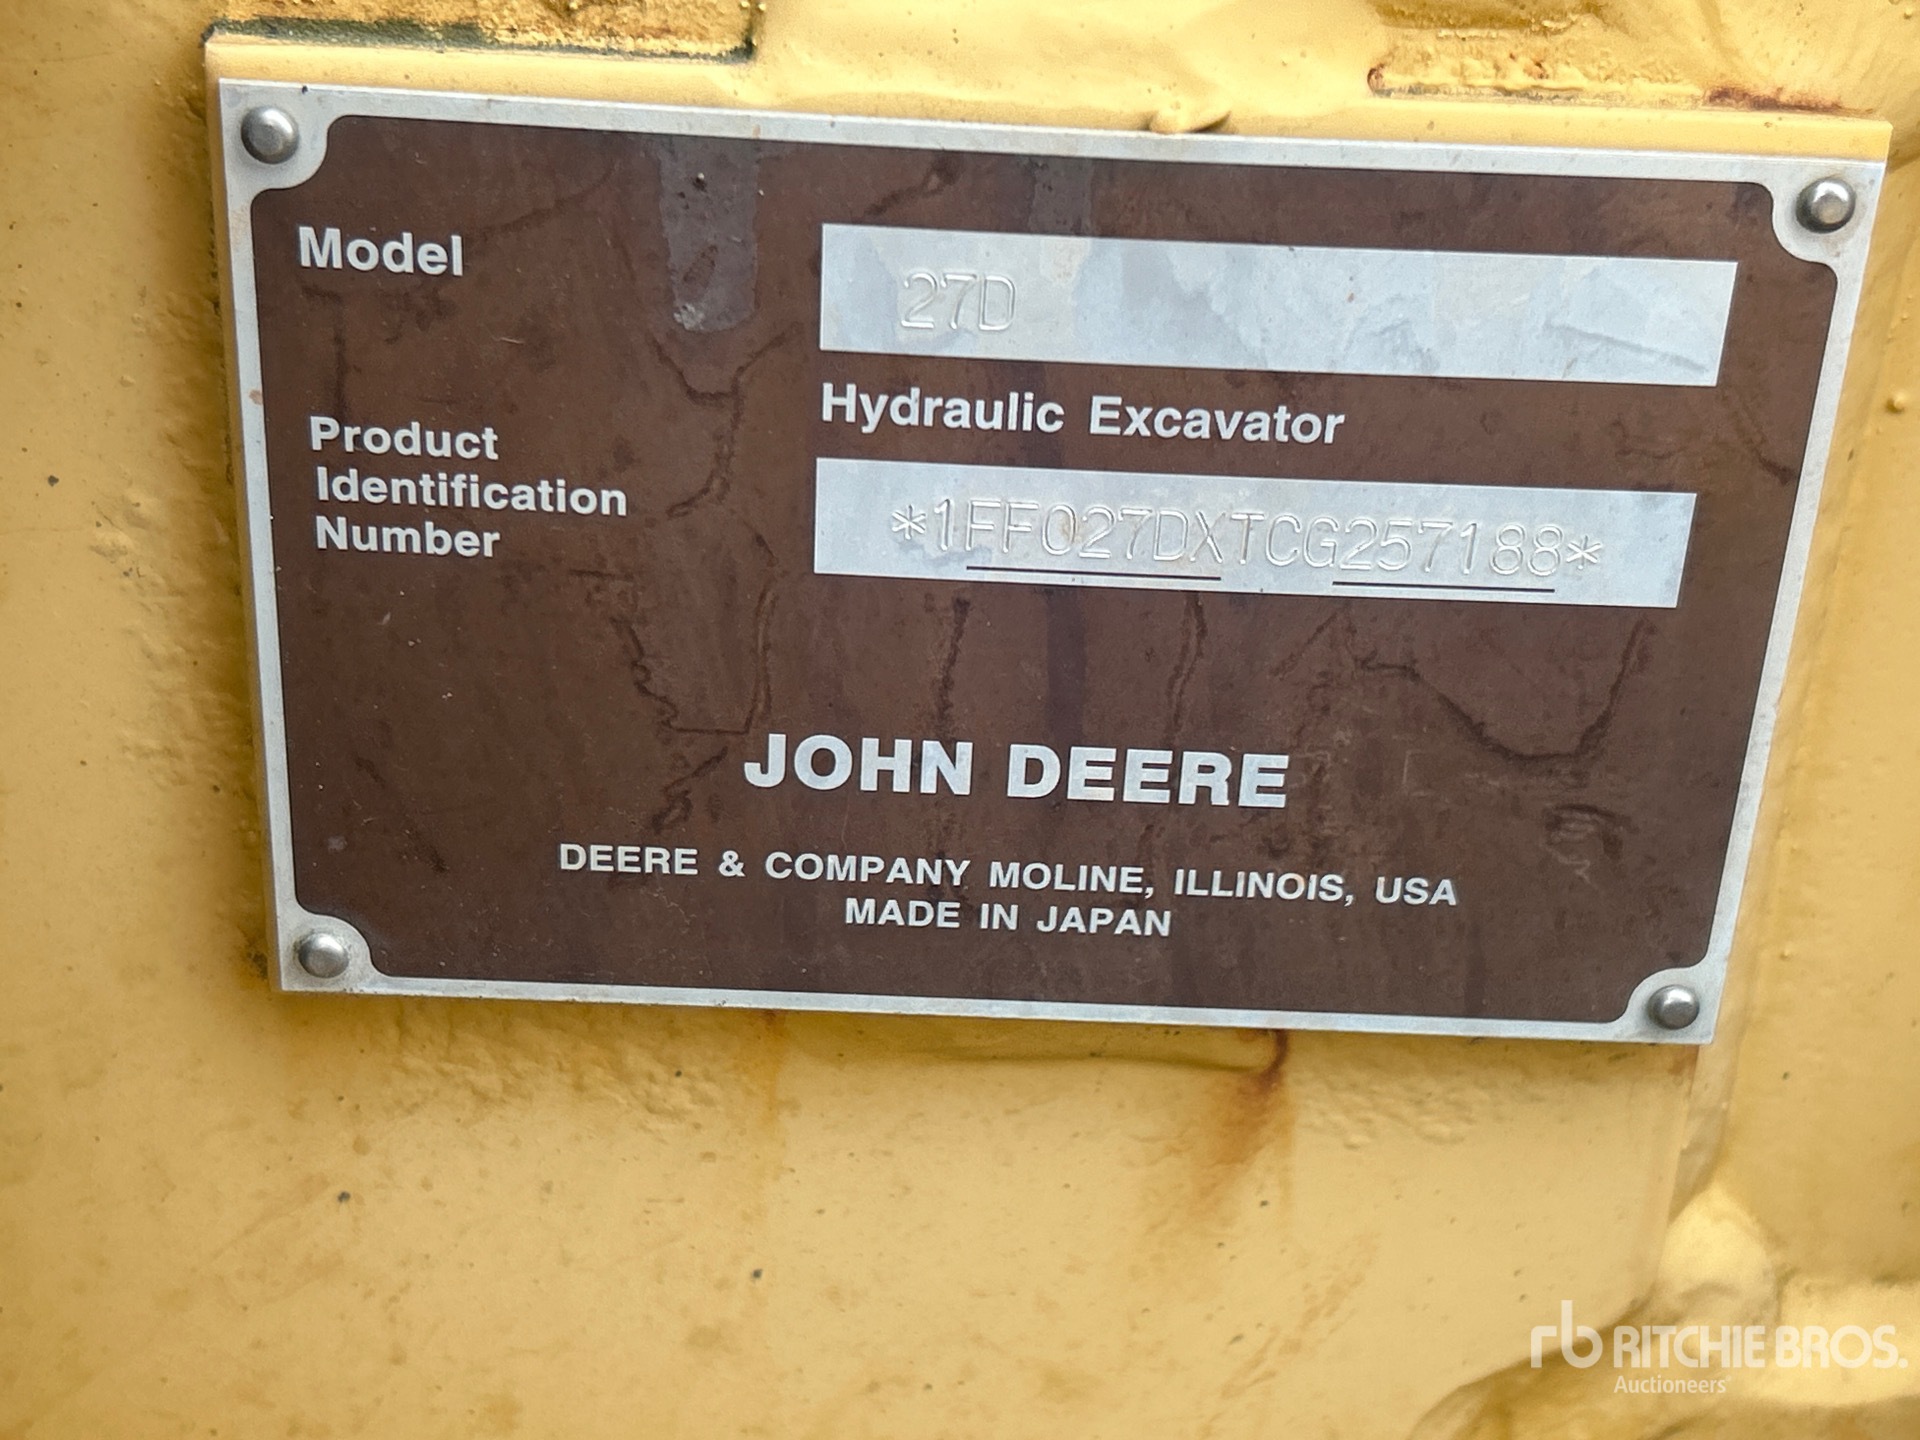 Model
27D
Hydraulic Excavator
Product
Identification
Number
*1FF027DXTCG257188*
JOHN DEERE
DEERE & COMPANY MOLINE, ILLINOIS, USA
MADE IN JAPAN
rb RITCHIE BROS.
Auctioneers